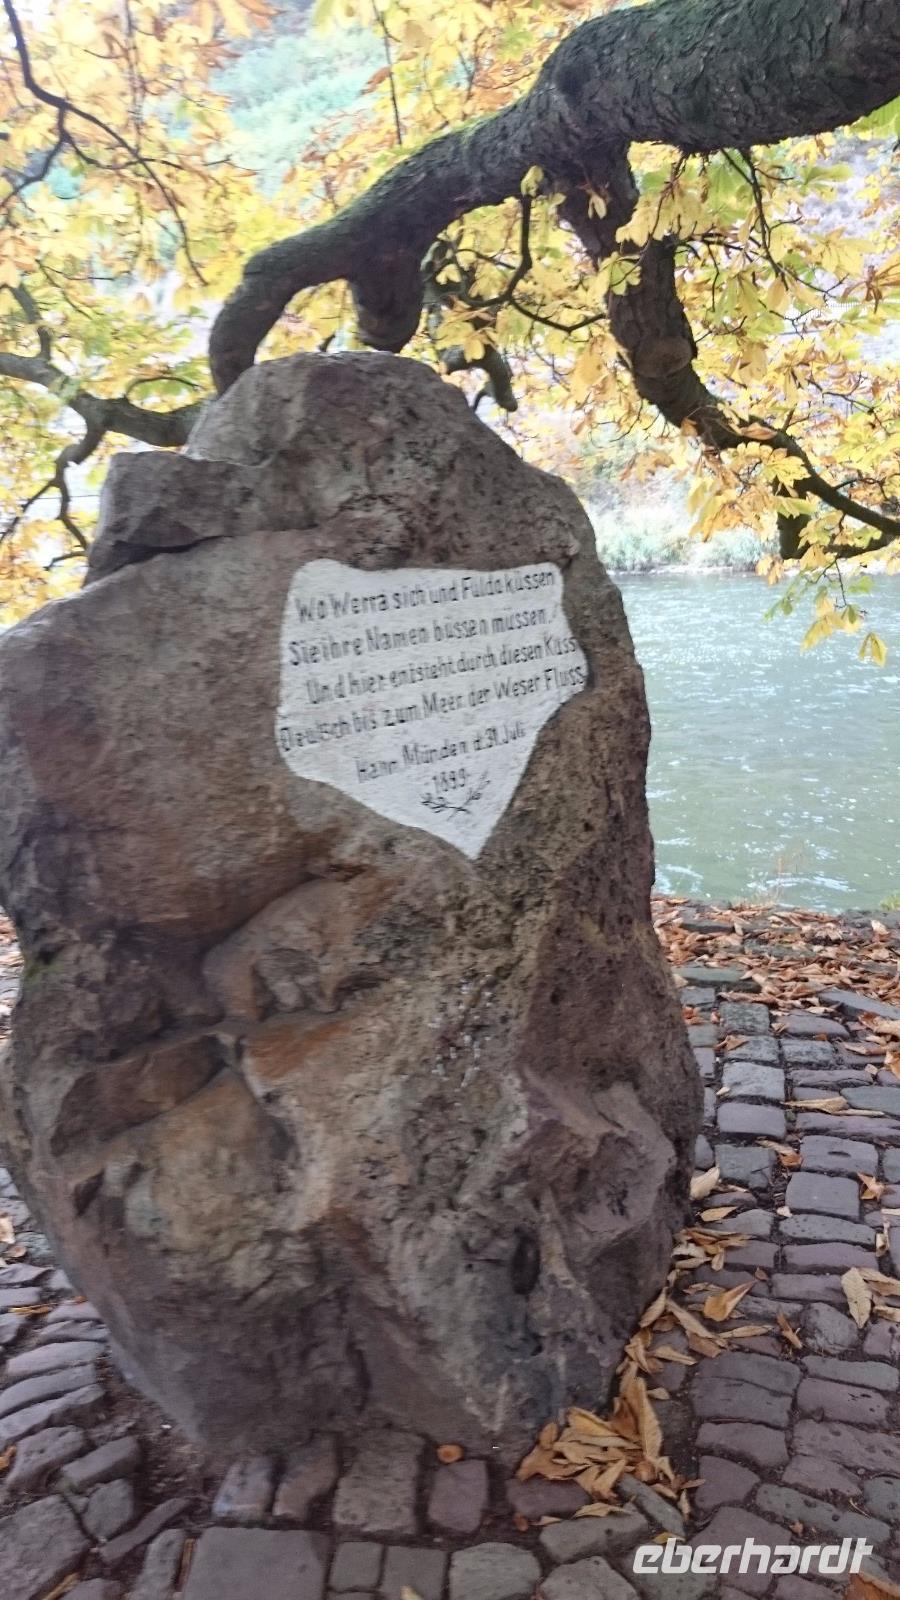 Wo Werra sich und Fulda küssen
Sie ihre Namen büssen müssen,
Und hier entsteht durch diesen Kuss
Deutsch bis zum Meer der Weser Fluss
Hann. Münden d. 31. Juli
1899
eberhardt